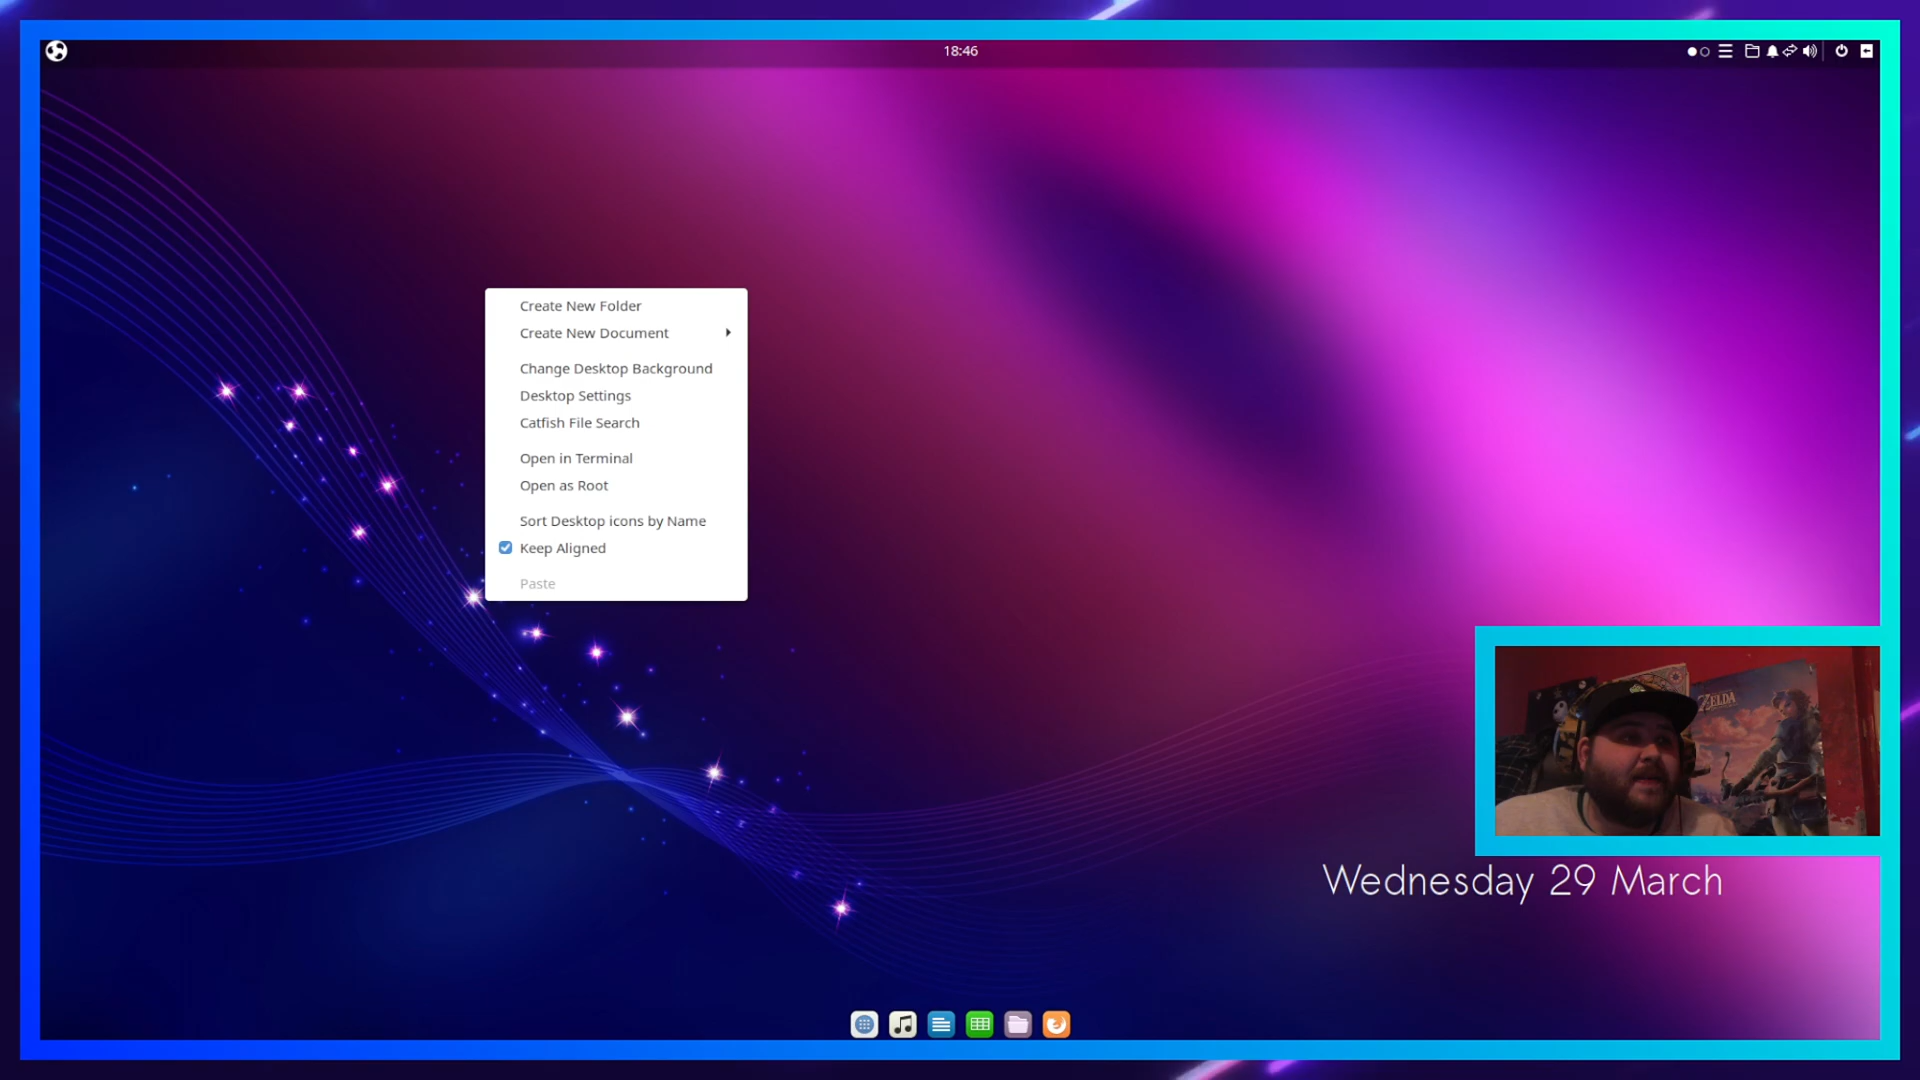 18:46
Create New Folder
Create New Document
Change Desktop Background
Desktop Settings
Catfish File Search
Open in Terminal
Open as Root
Sort Desktop icons by Name
Keep Aligned
Paste
ZELDA
Wednesday 29 March